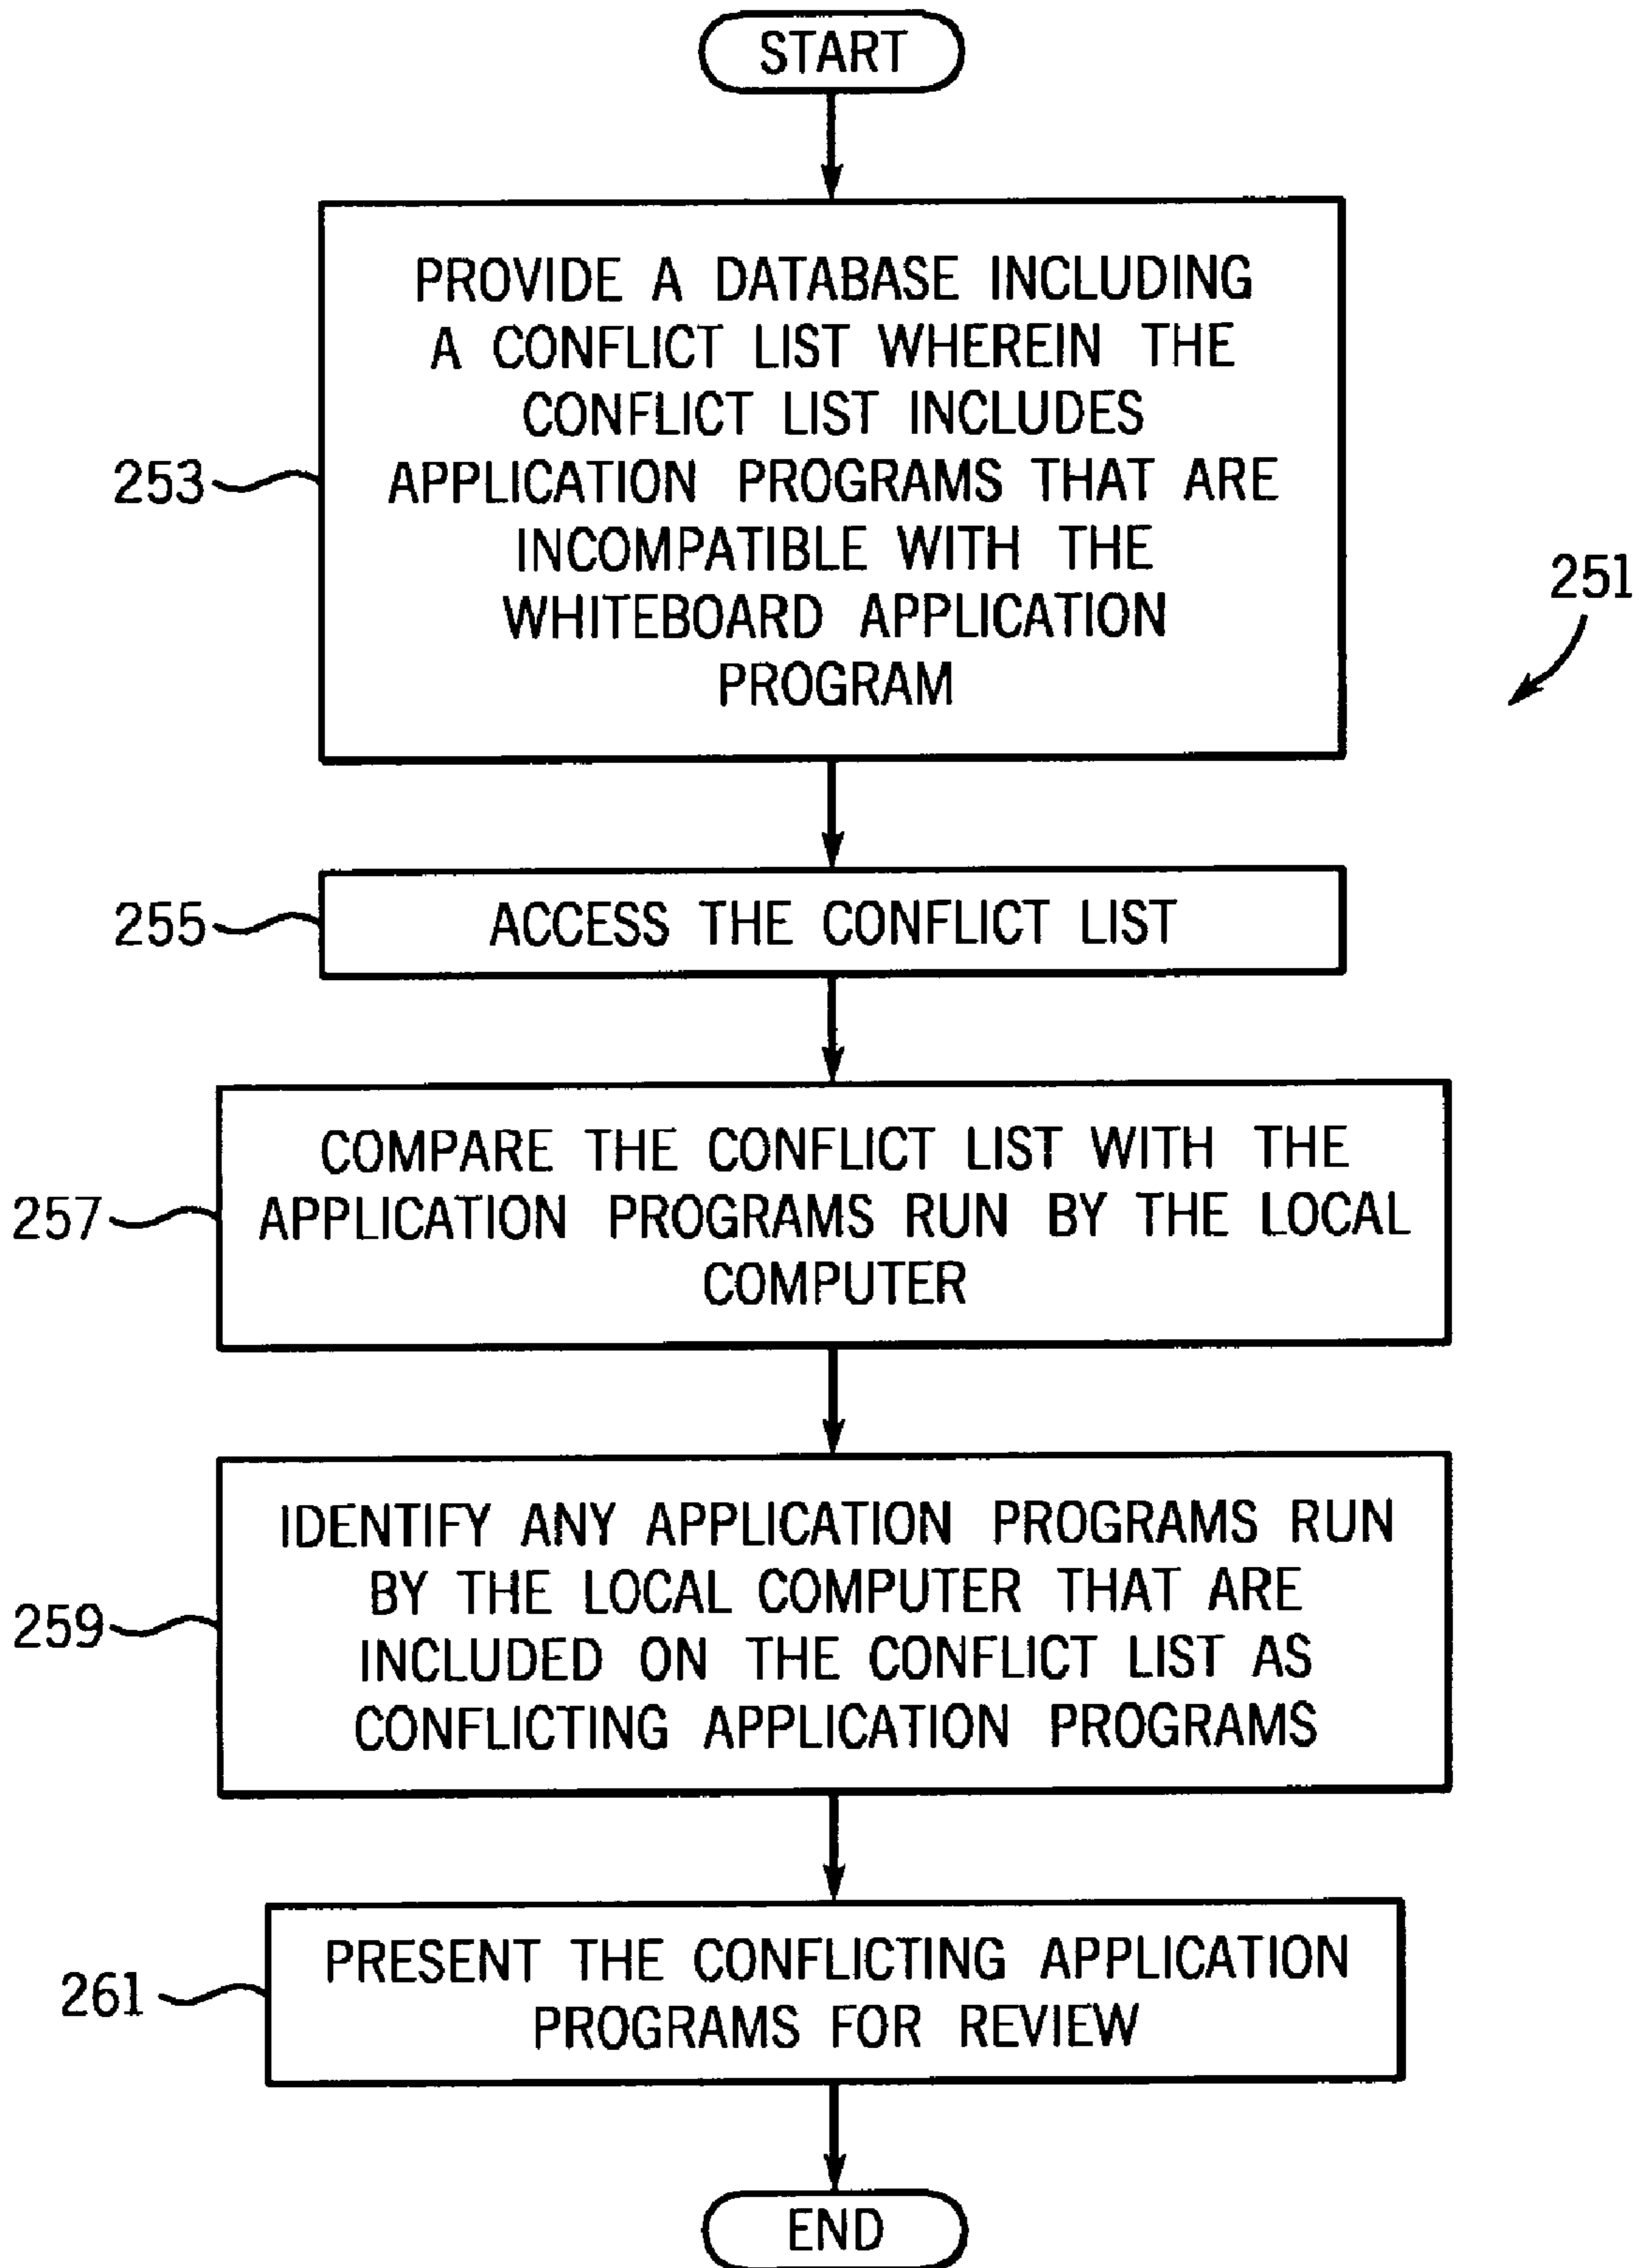 START
PROVIDE A DATABASE INCLUDING
A CONFLICT LIST WHEREIN THE
CONFLICT LIST INCLUDES
APPLICATION PROGRAMS THAT ARE
INCOMPATIBLE WITH THE
WHITEBOARD APPLICATION
PROGRAM
253
251
ACCESS THE CONFLICT LIST
255
COMPARE THE CONFLICT LIST WITH THE
APPLICATION PROGRAMS RUN BY THE LOCAL
COMPUTER
257
IDENTIFY ANY APPLICATION PROGRAMS RUN
BY THE LOCAL COMPUTER THAT ARE
INCLUDED ON THE CONFLICT LIST AS
CONFLICTING APPLICATION PROGRAMS
259
PRESENT THE CONFLICTING APPLICATION
PROGRAMS FOR REVIEW
261
END